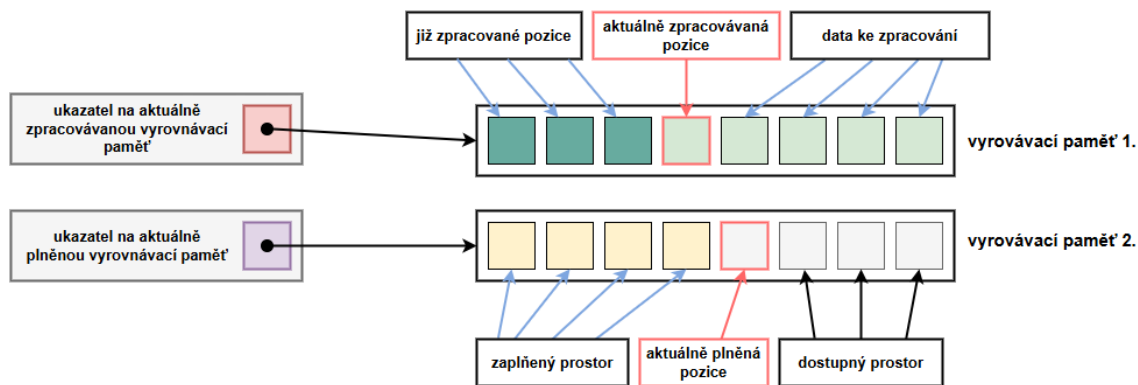 již zpracované pozice
aktuálně zpracovávaná
pozice
data ke zpracování
ukazatel na aktuálně
zpracovávanou vyrovnávací
paměť
vyrovávací paměť 1.
ukazatel na aktuálně
plněnou vyrovnávací paměť
vyrovávací paměť 2.
zaplňený prostor
aktuálně plněná
pozice
dostupný prostor